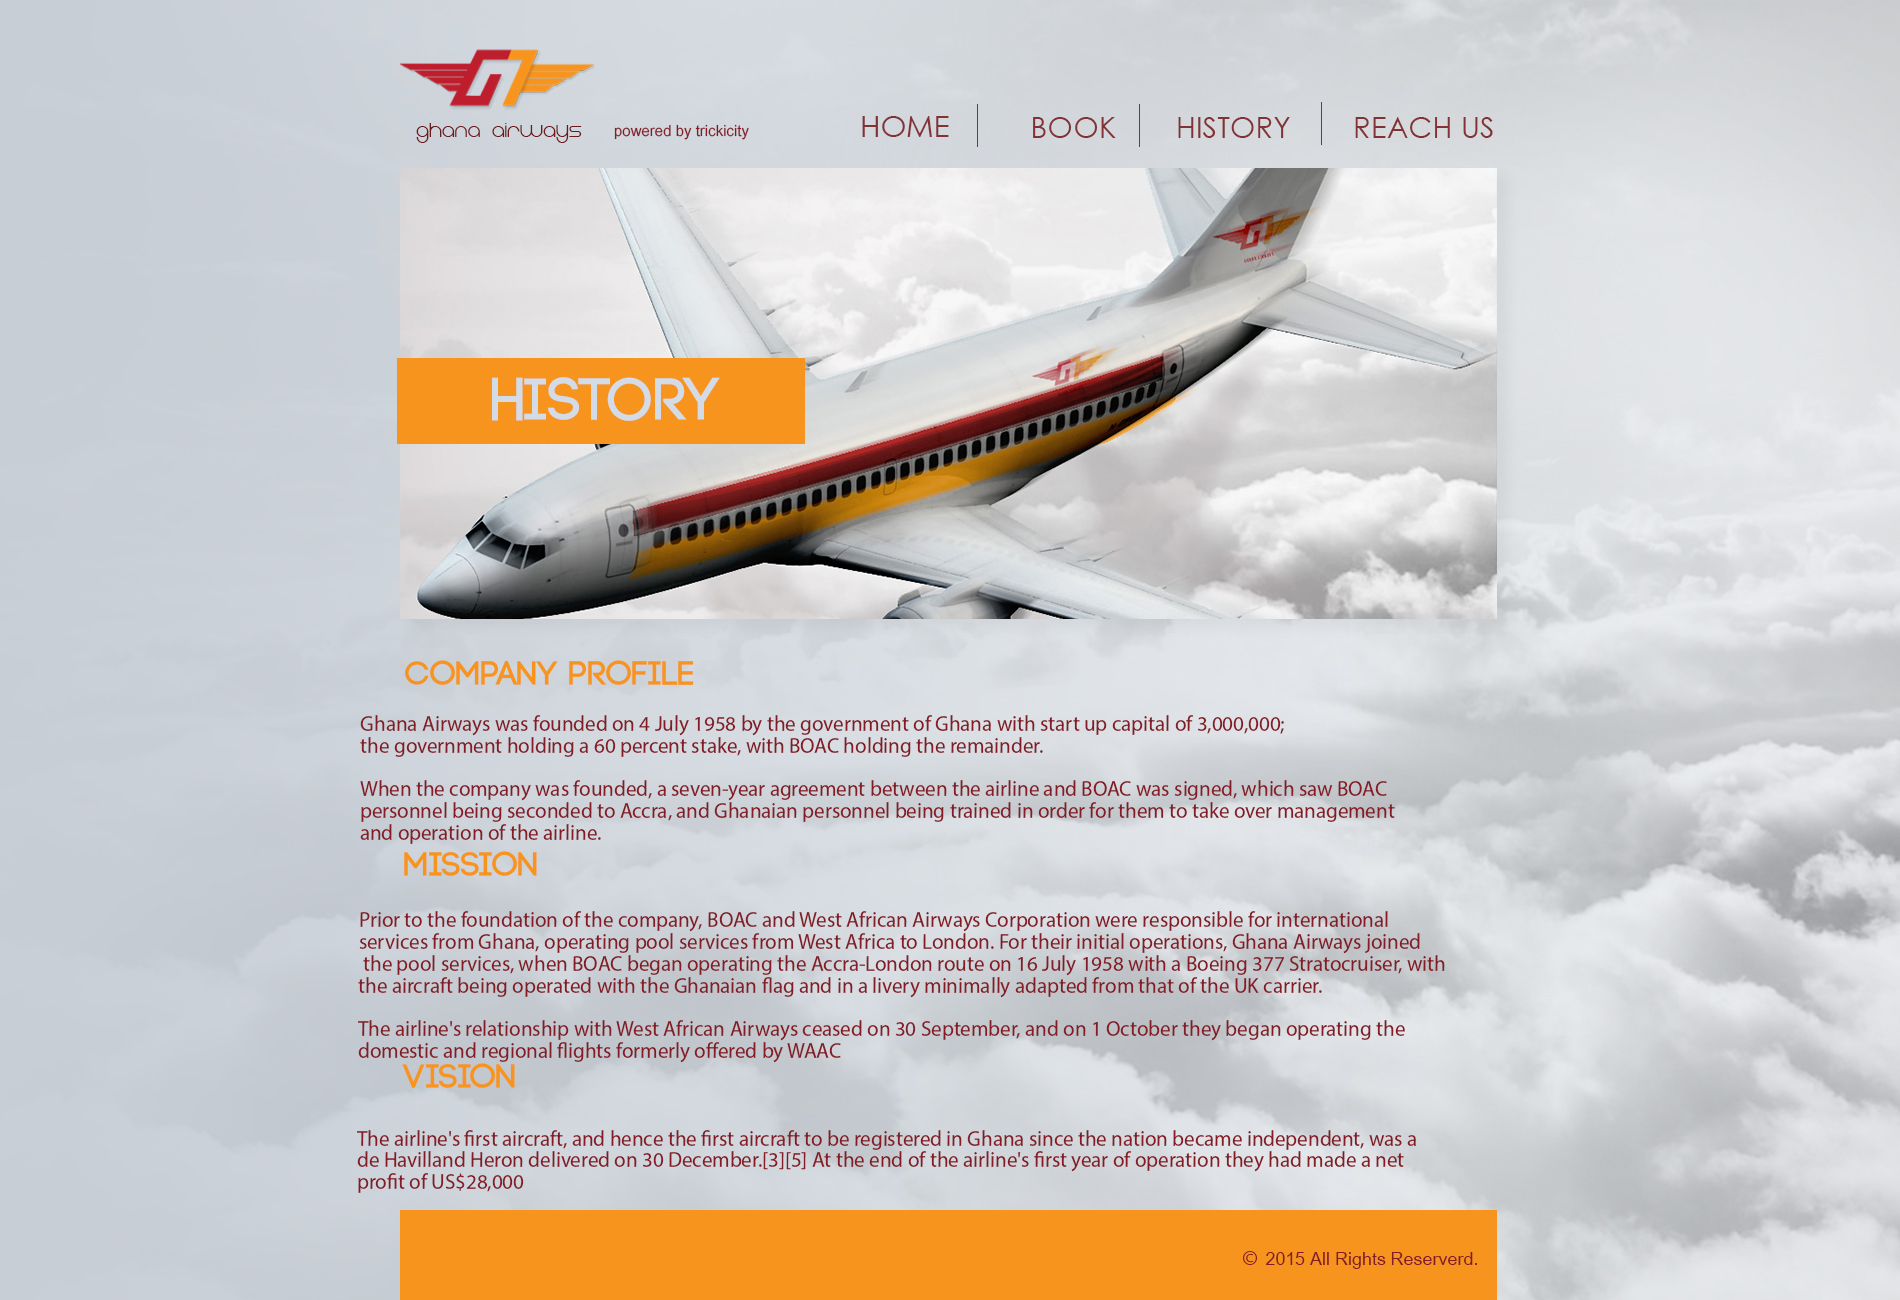 ghana airways
powered by trickicity
HOME
BOOK
HISTORY
REACH US
HISTORY
COMPANY PROFILE
Ghana Airways was founded on 4 July 1958 by the government of Ghana with start up capital of 3,000,000;
the government holding a 60 percent stake, with BOAC holding the remainder.
When the company was founded, a seven-year agreement between the airline and BOAC was signed, which saw BOAC
personnel being seconded to Accra, and Ghanaian personnel being trained in order for them to take over management
and operation of the airline.
MISSION
Prior to the foundation of the company, BOAC and West African Airways Corporation were responsible for international
services from Ghana, operating pool services from West Africa to London. For their initial operations, Ghana Airways joined
the pool services, when BOAC began operating the Accra-London route on 16 July 1958 with a Boeing 377 Stratocruiser, with
the aircraft being operated with the Ghanaian flag and in a livery minimally adapted from that of the UK carrier.
The airline's relationship with West African Airways ceased on 30 September, and on 1 October they began operating the
domestic and regional flights formerly offered by WAAC
VISION
The airline's first aircraft, and hence the first aircraft to be registered in Ghana since the nation became independent, was a
de Havilland Heron delivered on 30 December.[3][5] At the end of the airline's first year of operation they had made a net
profit of US$28,000
© 2015 All Rights Reserverd.